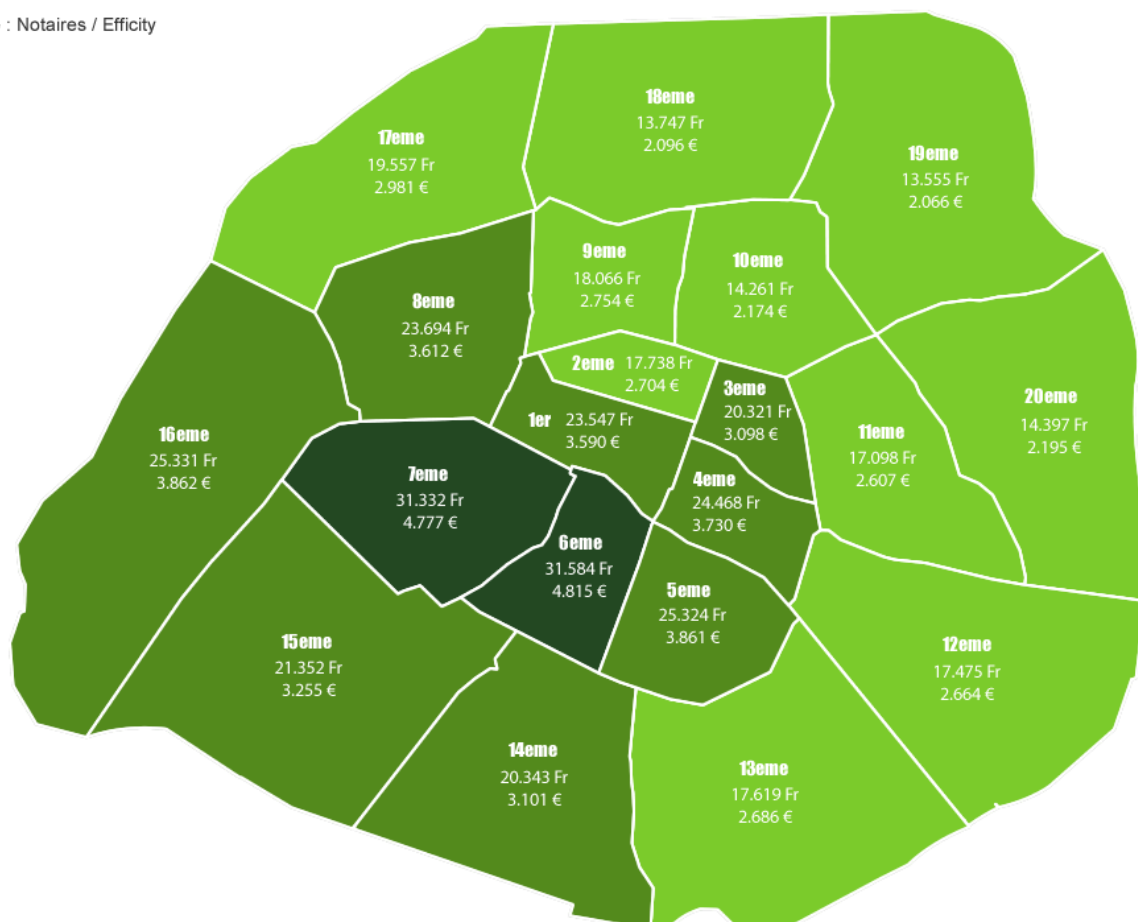 : Notaires / Efficity
18eme
13.747 Fr
2.096 €
17eme
19.557 Fr
2.981 €
19eme
13.555 Fr
2.066 €
9eme
18.066 Fr
2.754 €
10eme
14.261 Fr
2.174 €
8eme
23.694 Fr
3.612 €
2eme 17.738 Fr
2.704 €
3eme
20.321 Fr
3.098 €
20eme
14.397 Fr
2.195 €
1er 23.547 Fr
3.590 €
16eme
25.331 Fr
3.862 €
11eme
17.098 Fr
2.607 €
7eme
31.332 Fr
4.777 €
4eme
24.468 Fr
3.730 €
6eme
31.584 Fr
4.815 €
5eme
25.324 Fr
3.861 €
15eme
21.352 Fr
3.255 €
12eme
17.475 Fr
2.664 €
14eme
20.343 Fr
3.101 €
13eme
17.619 Fr
2.686 €